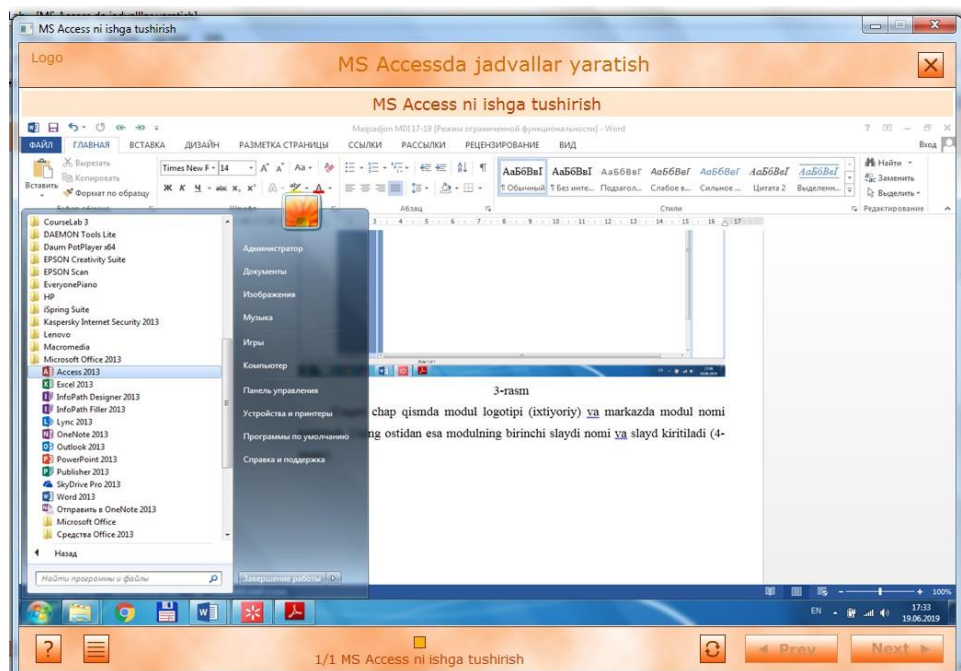 MS Access ni ishga tushirish
Logo
MS Accessda jadvallar yaratish
MS Access ni ishga tushirish
Maqsadjon MDI 17-19 [Режим ограниченной функциональности] - Word
ФАЙЛ ГЛАВНАЯ ВСТАВКА ДИЗАЙН РАЗМЕТКА СТРАНИЦЫ ССЫЛКИ РАССЫЛКИ РЕЦЕНЗИРОВАНИЕ ВИД Вход
Вставить
Вырезать
Копировать
Формат по образцу
Times New F 14
Абзац
АаБбВвГ АаБбВвГ АаБбВвГ АаБбВвГ АаБбВвГ АаБбВвГ АаБбВвГ
Обычный 1 Без инте... Подзагол... Слабое в... Сильное ... Цитата 2 Выделенн...
Стили
Найти
Заменить
Выделить
Редактирование
CourseLab 3
DAEMON Tools Lite
Daum PotPlayer x64
EPSON Creativity Suite
EPSON Scan
EveryonePiano
HP
iSpring Suite
Kaspersky Internet Security 2013
Lenovo
Macromedia
Microsoft Office 2013
Access 2013
Excel 2013
InfoPath Designer 2013
InfoPath Filler 2013
Lync 2013
OneNote 2013
Outlook 2013
PowerPoint 2013
Publisher 2013
SkyDrive Pro 2013
Word 2013
Отправить в OneNote 2013
Microsoft Office
Средства Office 2013
Назад
Найти программы и файлы
Администратор
Документы
Изображения
Музыка
Игры
Компьютер
Панель управления
Устройства и принтеры
Программы по умолчанию
Справка и поддержка
Завершение работы
3-rasm
chap qismda modul logotipi (ixtiyoriy) va markazda modul nomi
ostidan esa modulning birinchi slaydi nomi va slayd kiritiladi (4-
100%
EN
17:33
19.06.2019
?
1/1 MS Access ni ishga tushirish
Prev
Next